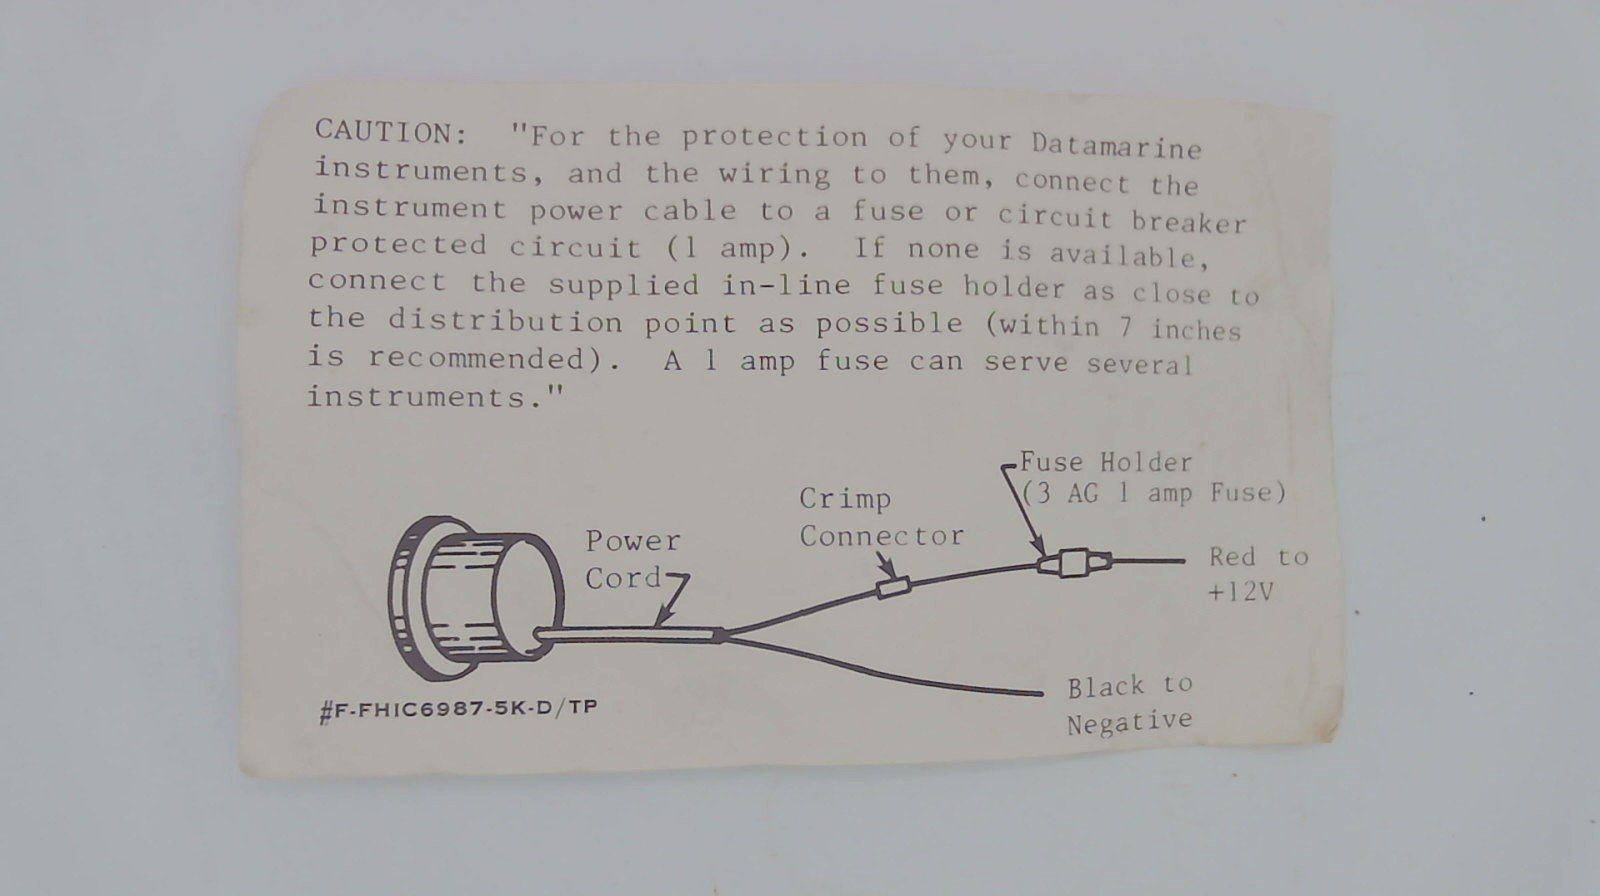 CAUTION: "For the protection of your Datamarine
instruments, and the wiring to them, connect the
instrument power cable to a fuse or circuit breaker
protected circuit (1 amp). If none is available,
connect the supplied in-line fuse holder as close to
the distribution point as possible (within 7 inches
is recommended). A 1 amp fuse can serve several
instruments."
Fuse Holder
(3 AG 1 amp Fuse)
Crimp
Connector
Power
Cord
Red to
+12V
Black to
Negative
#F-FHIC6987-5K-D/TP